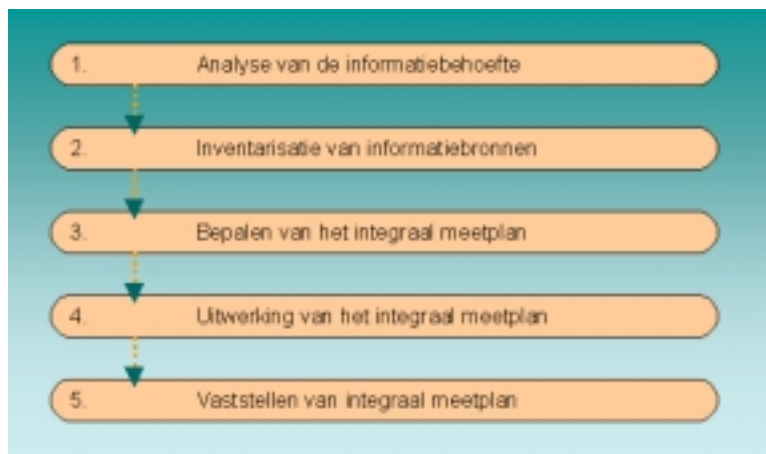 1. Analyse van de informatiebehoefte
2. Inventarisatie van informatiebronnen
3. Bepalen van het integraal meetplan
4. Uitwerking van het integraal meetplan
5. Vaststellen van integraal meetplan